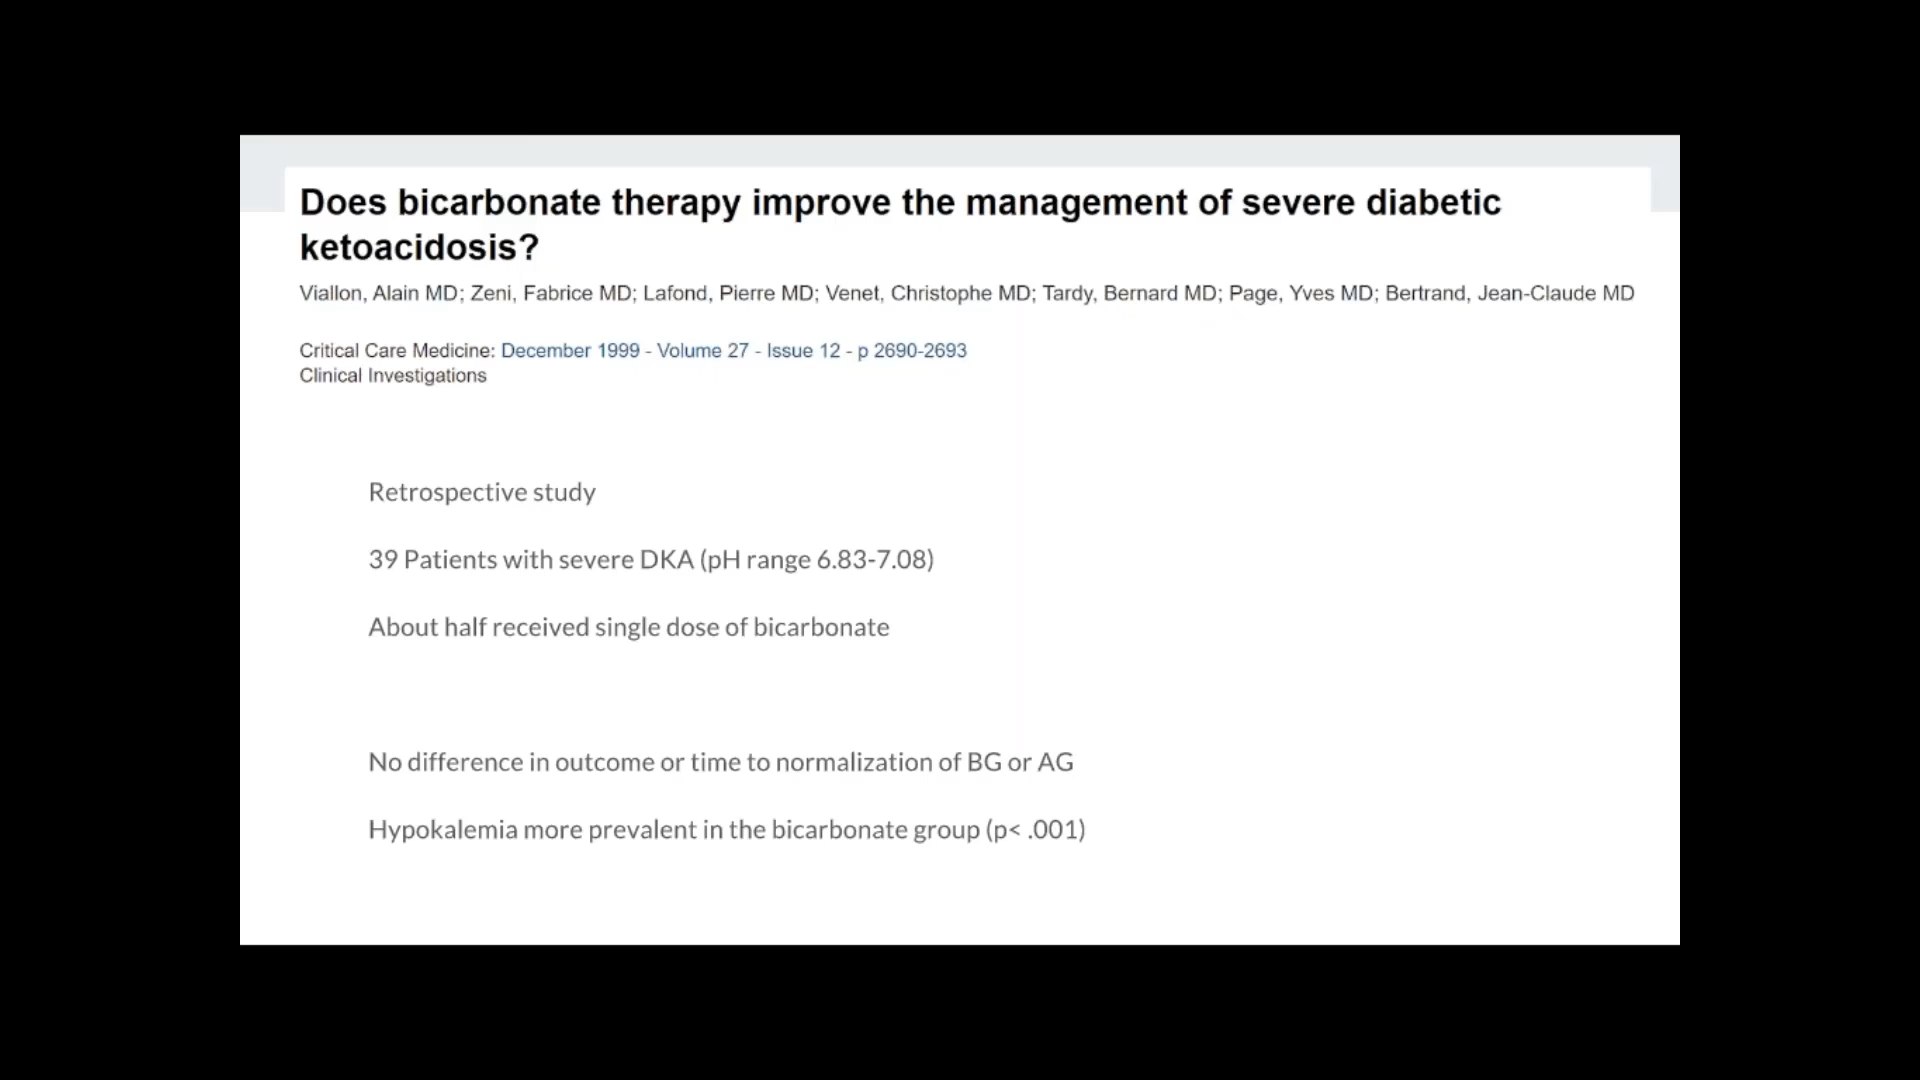 Does bicarbonate therapy improve the management of severe diabetic
ketoacidosis?
Viallon, Alain MD; Zeni, Fabrice MD; Lafond, Pierre MD; Venet, Christophe MD; Tardy, Bernard MD; Page, Yves MD; Bertrand, Jean-Claude MD
Critical Care Medicine: December 1999 - Volume 27 - Issue 12 - p 2690-2693
Clinical Investigations
Retrospective study
39 Patients with severe DKA (pH range 6.83-7.08)
About half received single dose of bicarbonate
No difference in outcome or time to normalization of BG or AG
Hypokalemia more prevalent in the bicarbonate group (p< .001)